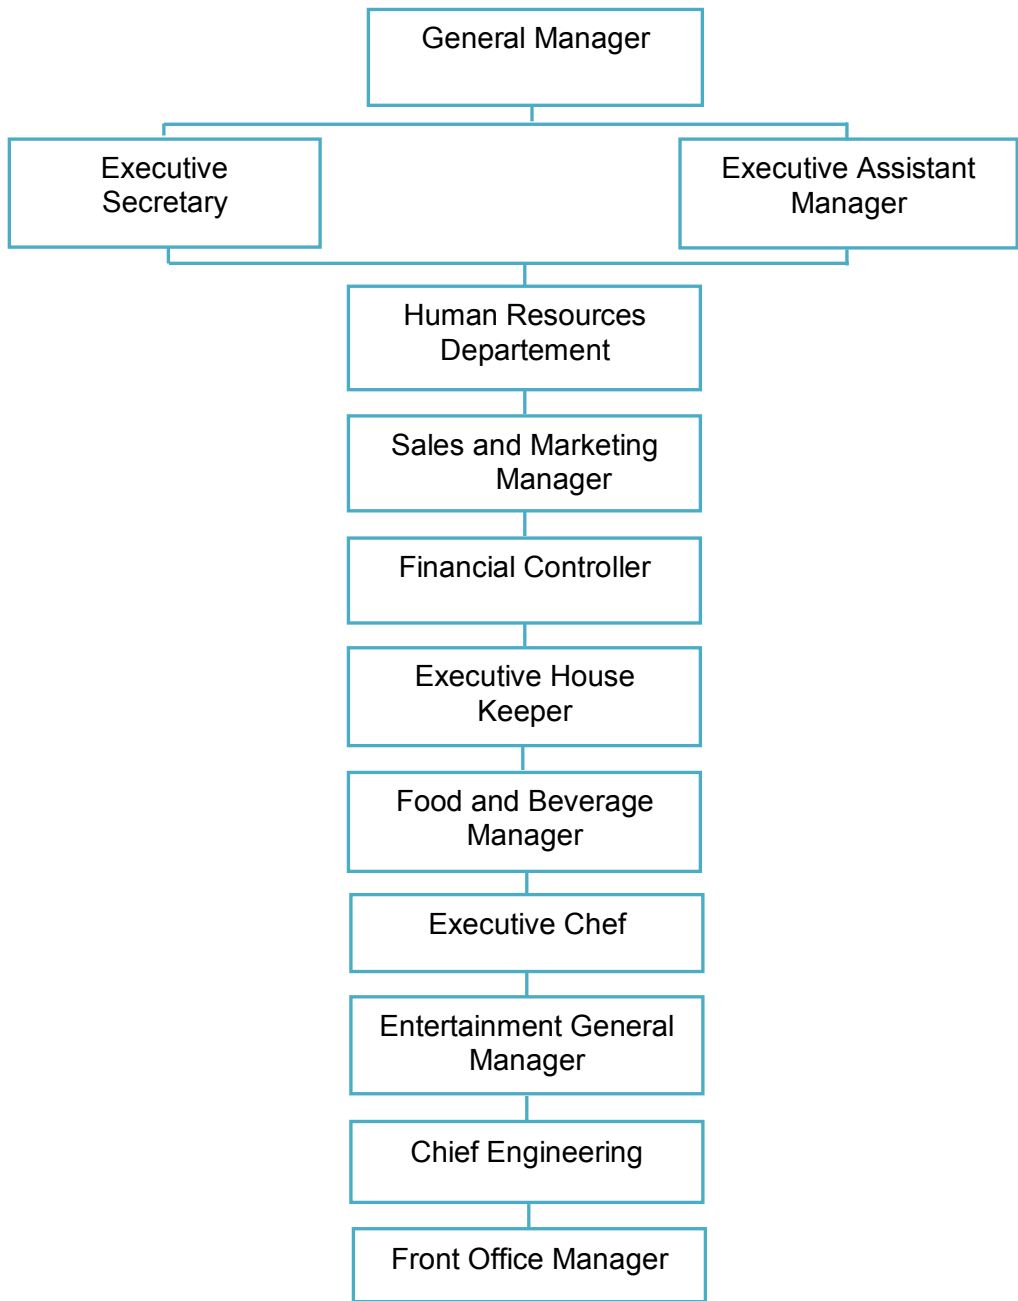 General Manager
Executive
Secretary
Executive Assistant
Manager
Human Resources
Departement
Sales and Marketing
Manager
Financial Controller
Executive House
Keeper
Food and Beverage
Manager
Executive Chef
Entertainment General
Manager
Chief Engineering
Front Office Manager